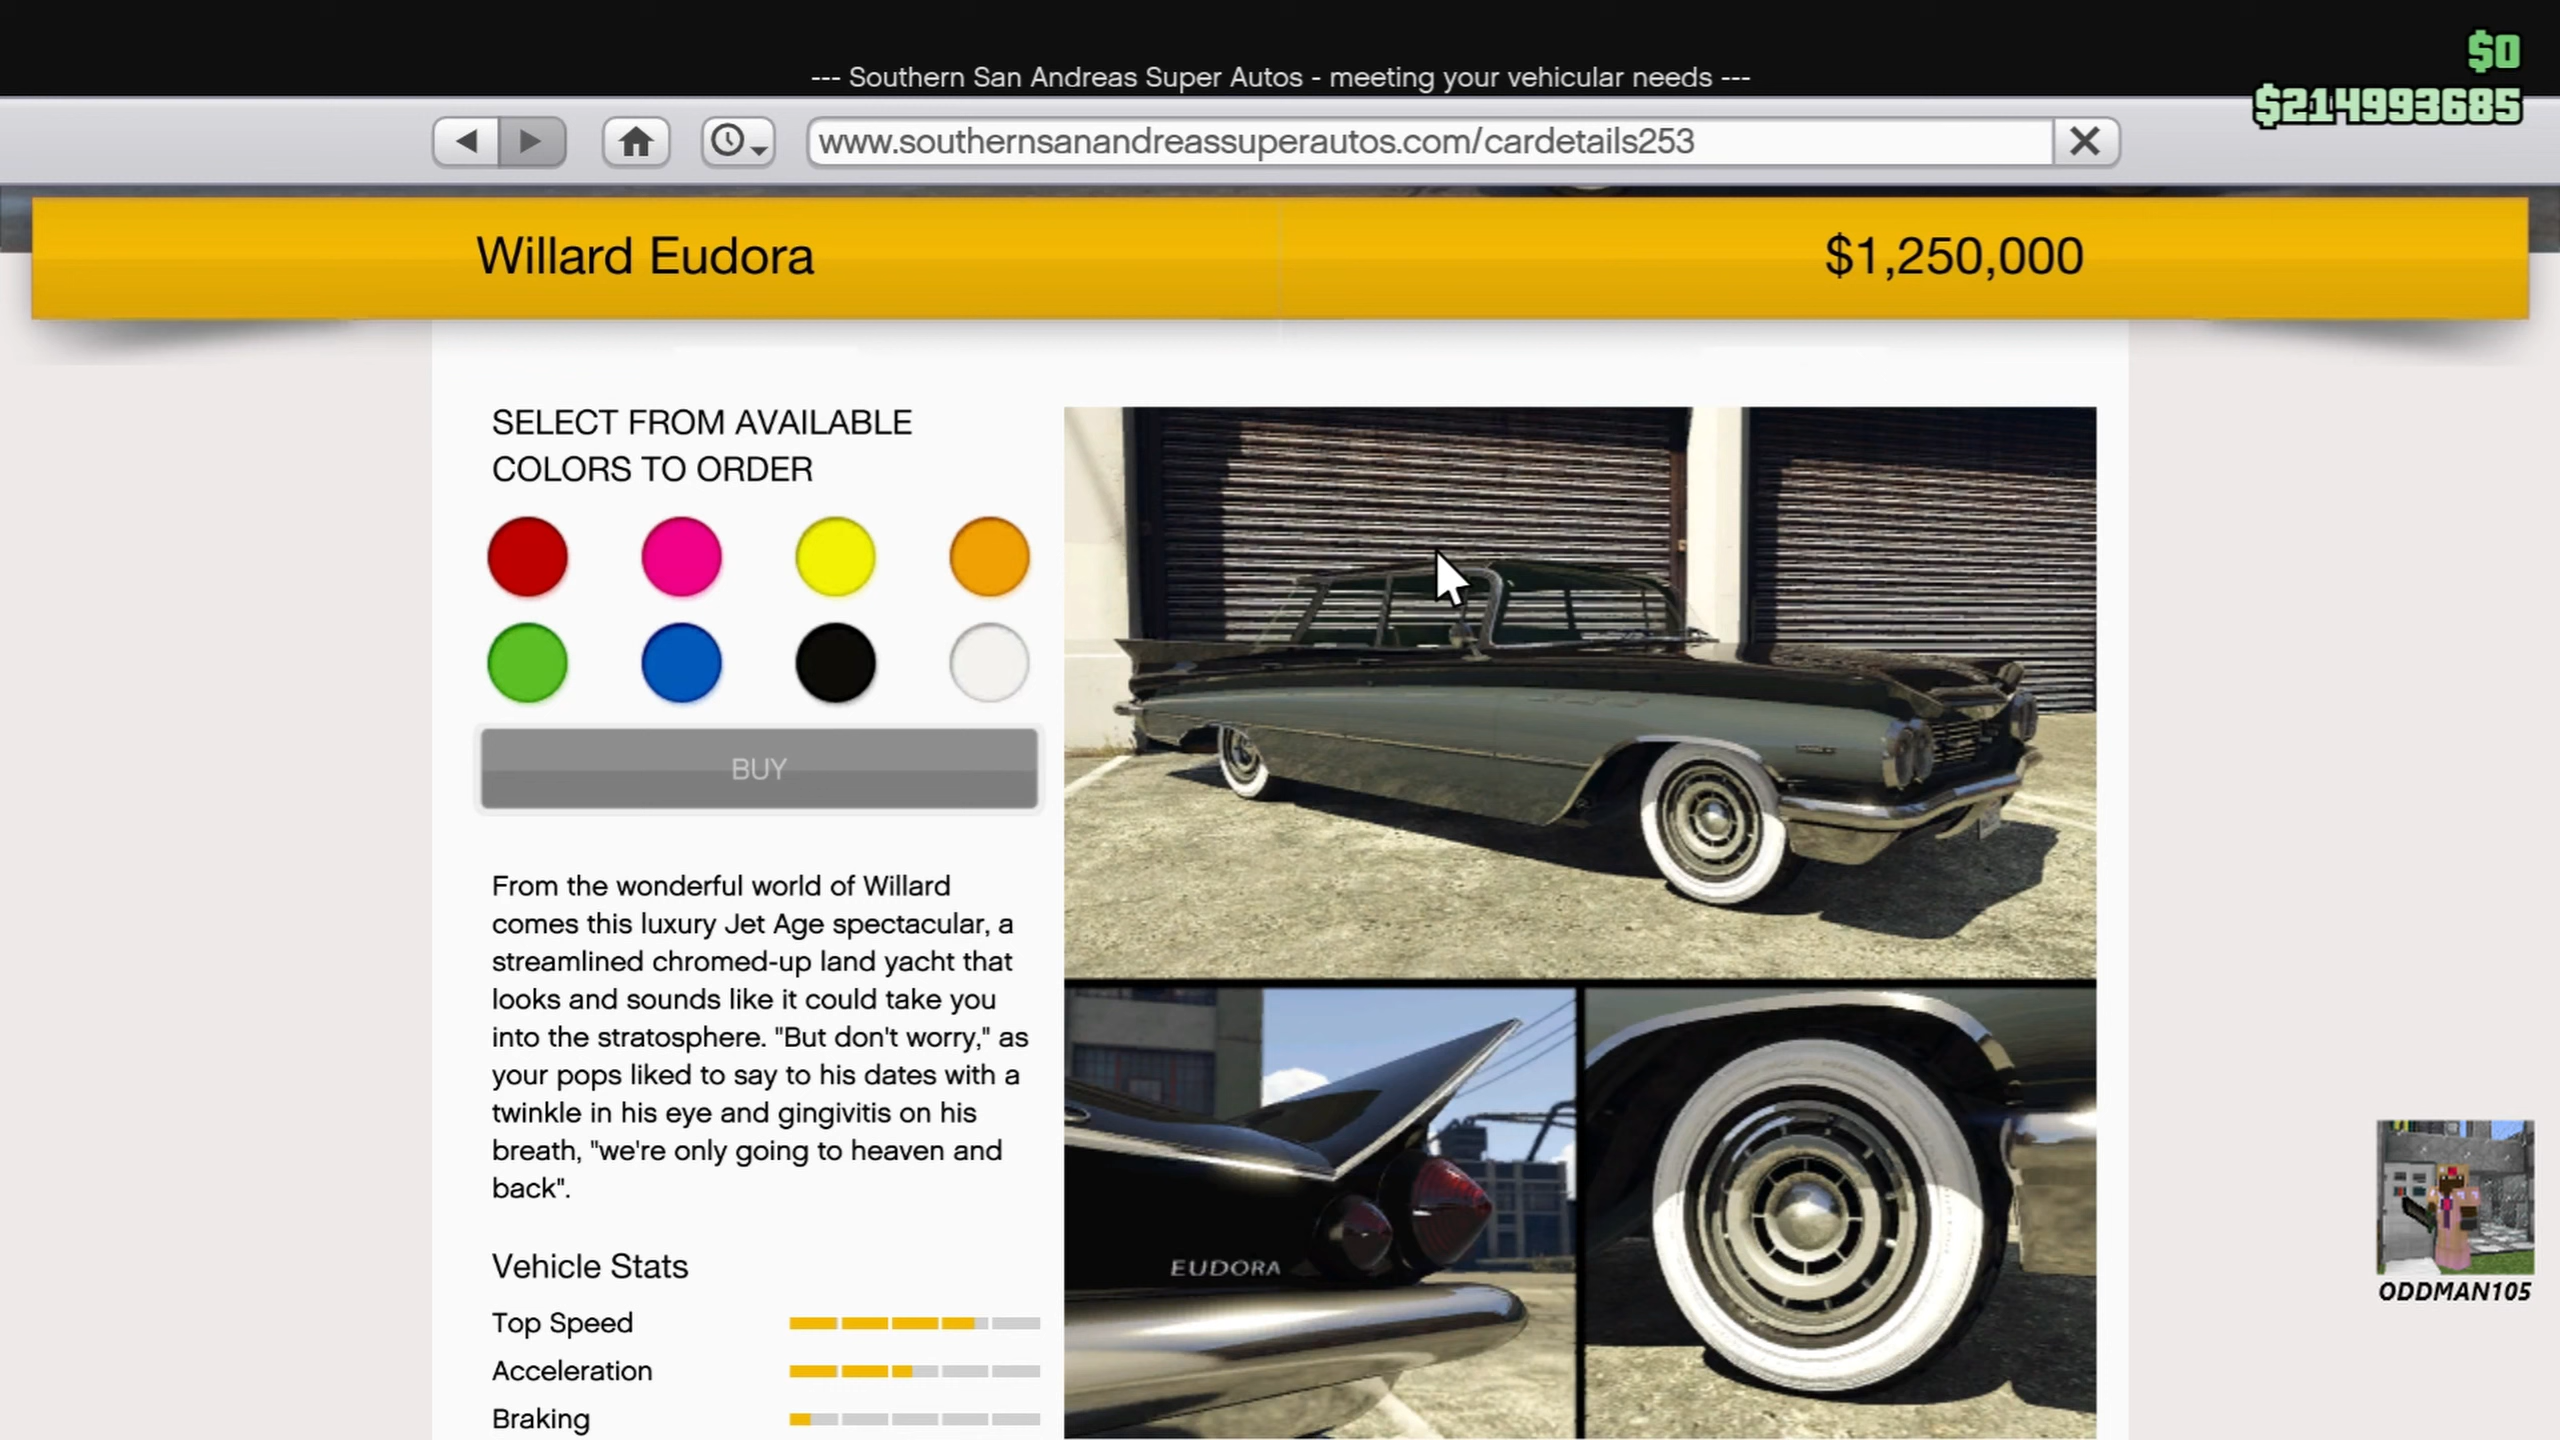 --- Southern San Andreas Super Autos - meeting your vehicular needs ---
$0
$214993685
www.southernsanandreassuperautos.com/cardetails253
Willard Eudora
$1,250,000
SELECT FROM AVAILABLE
COLORS TO ORDER
BUY
From the wonderful world of Willard
comes this luxury Jet Age spectacular, a
streamlined chromed-up land yacht that
looks and sounds like it could take you
into the stratosphere. "But don't worry," as
your pops liked to say to his dates with a
twinkle in his eye and gingivitis on his
breath, "we're only going to heaven and
back".
Vehicle Stats
Top Speed
Acceleration
Braking
EUDORA
ODDMAN105